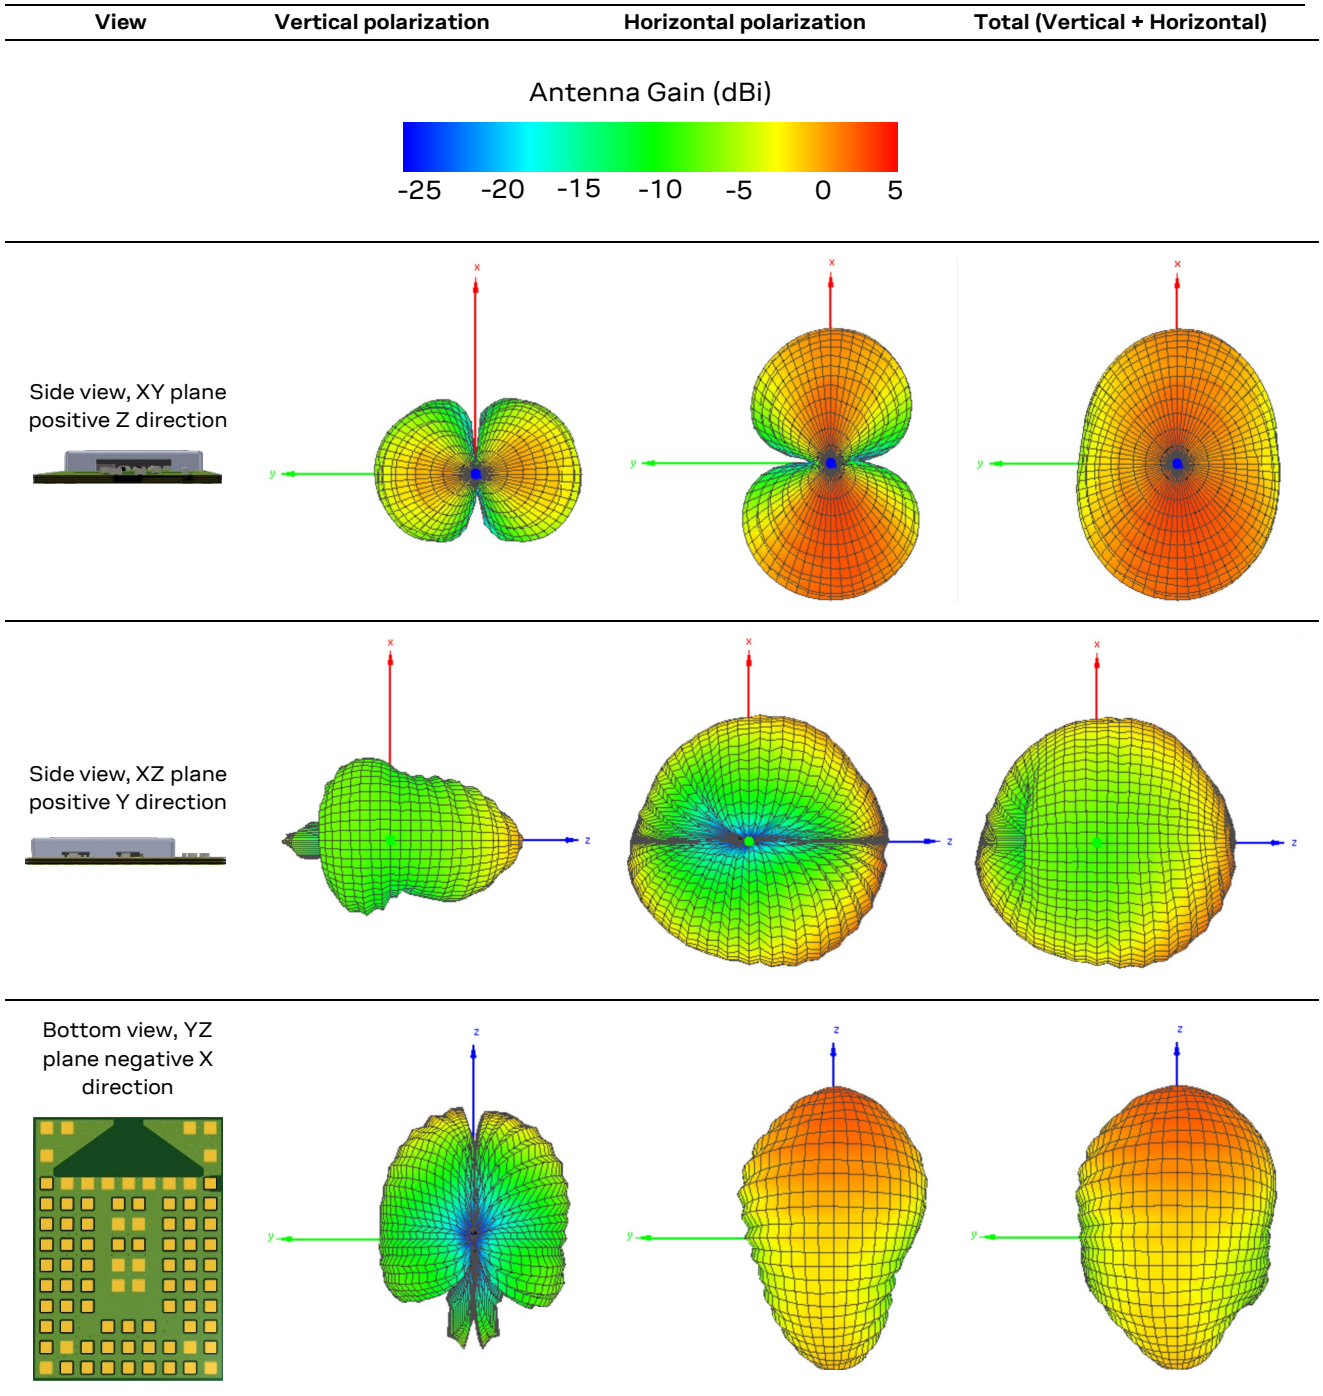 View Vertical polarization Horizontal polarization Total (Vertical + Horizontal)
Antenna Gain (dBi)
-25 -20 -15 -10 -5 0 5
Side view, XY plane
positive Z direction
x
y
x
y
x
y
Side view, XZ plane
positive Y direction
x
z
x
z
x
z
Bottom view, YZ
plane negative X
direction
z
y
z
y
z
y